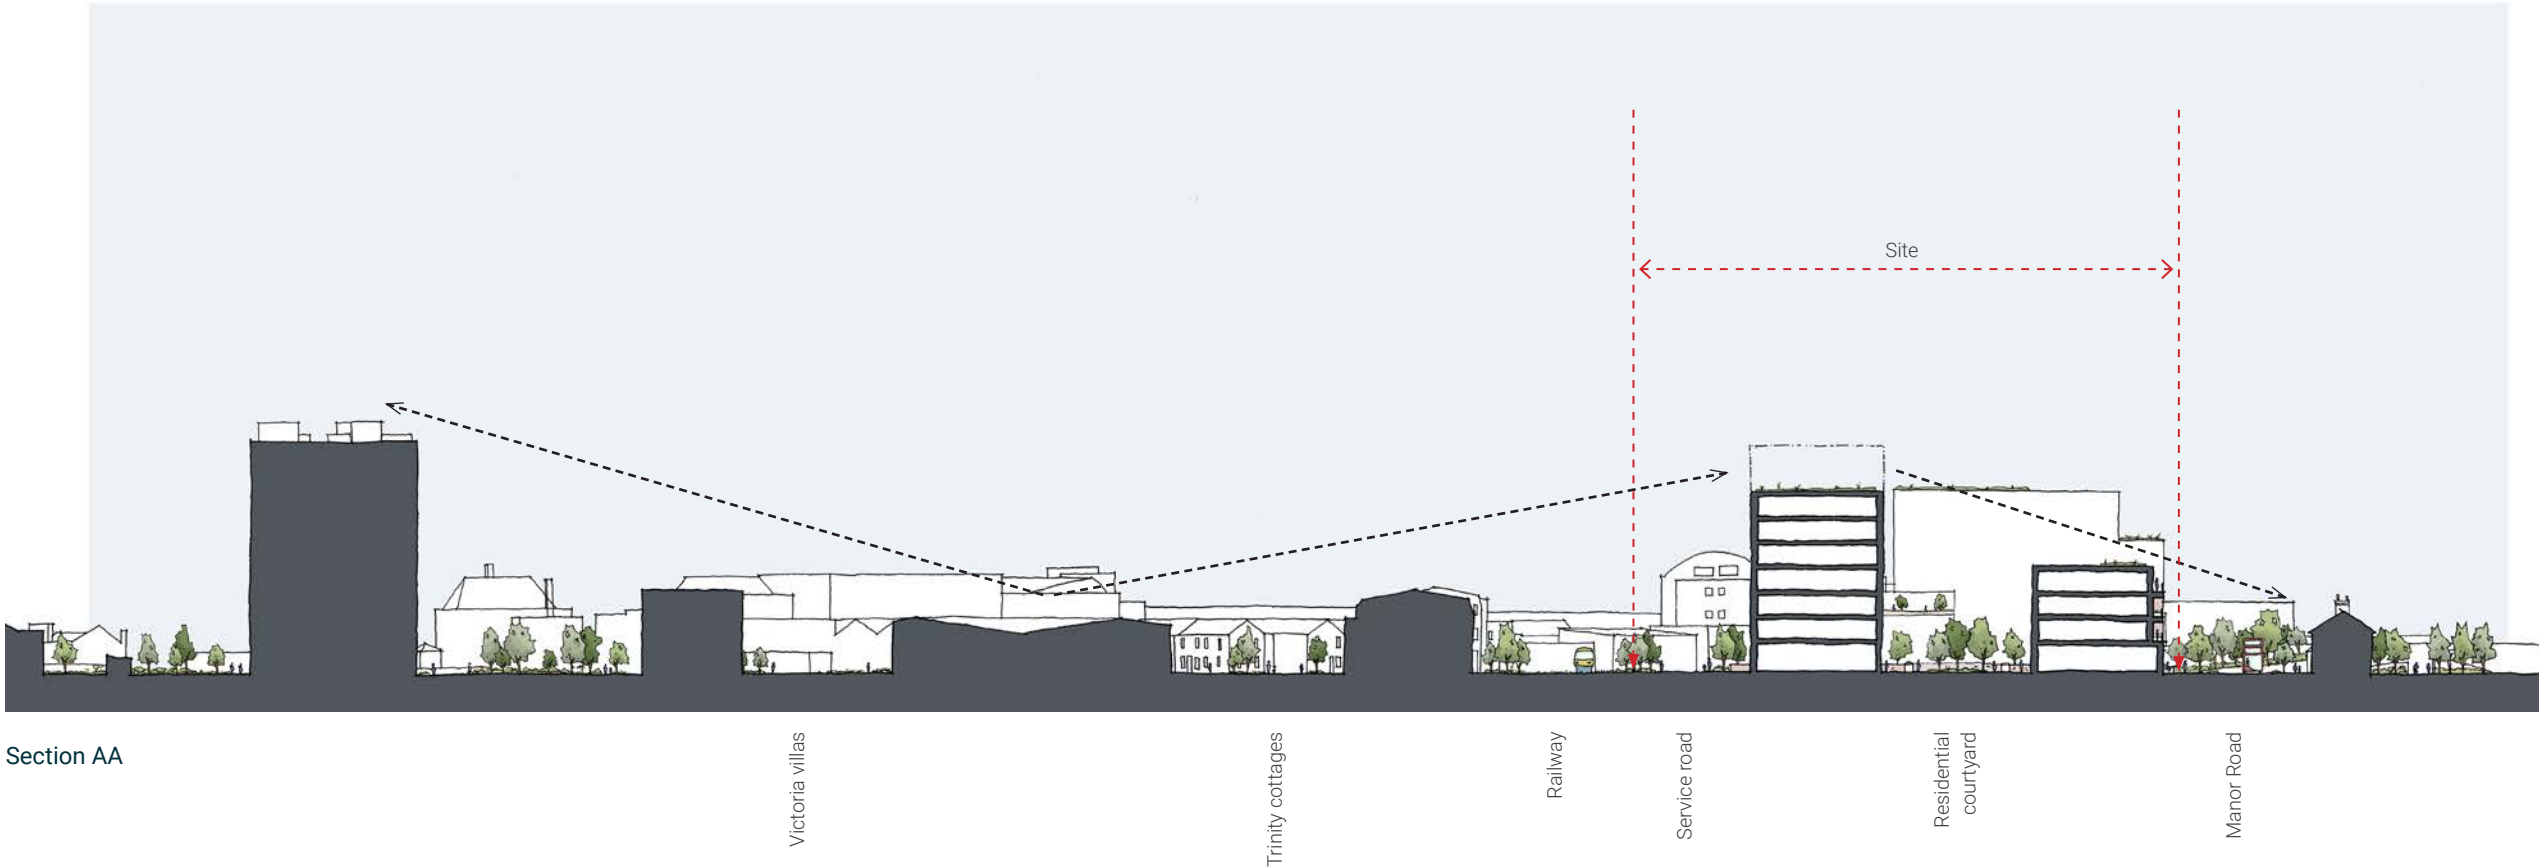 Site
Section AA
Victoria villas
Trinity cottages
Railway
Service road
Residential
courtyard
Manor Road